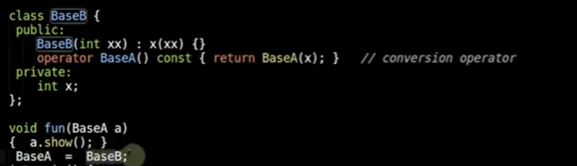 class BaseB {
public:
BaseB(int xx) : x(xx) {}
operator BaseA() const { return BaseA(x); } // conversion operator
private:
int x;
};
void fun(BaseA a)
{ a.show(); }
BaseA = BaseB;